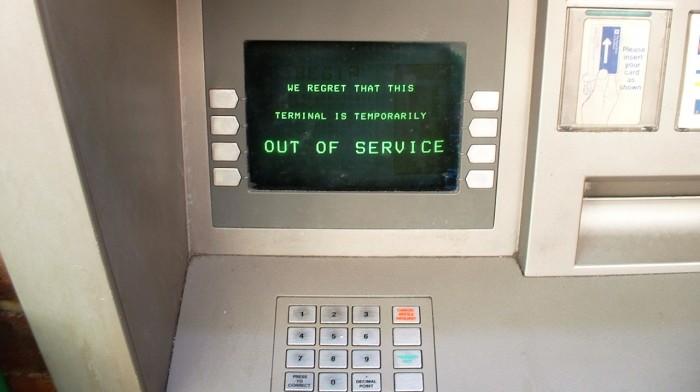 WE REGRET THAT THIS
TERMINAL IS TEMPORARILY
OUT OF SERVICE
Please
insert
your
card
as
shown
1 2 3
4 5 6
7 8 9
PRESS
TO
CORRECT
0
DECIMAL
POINT